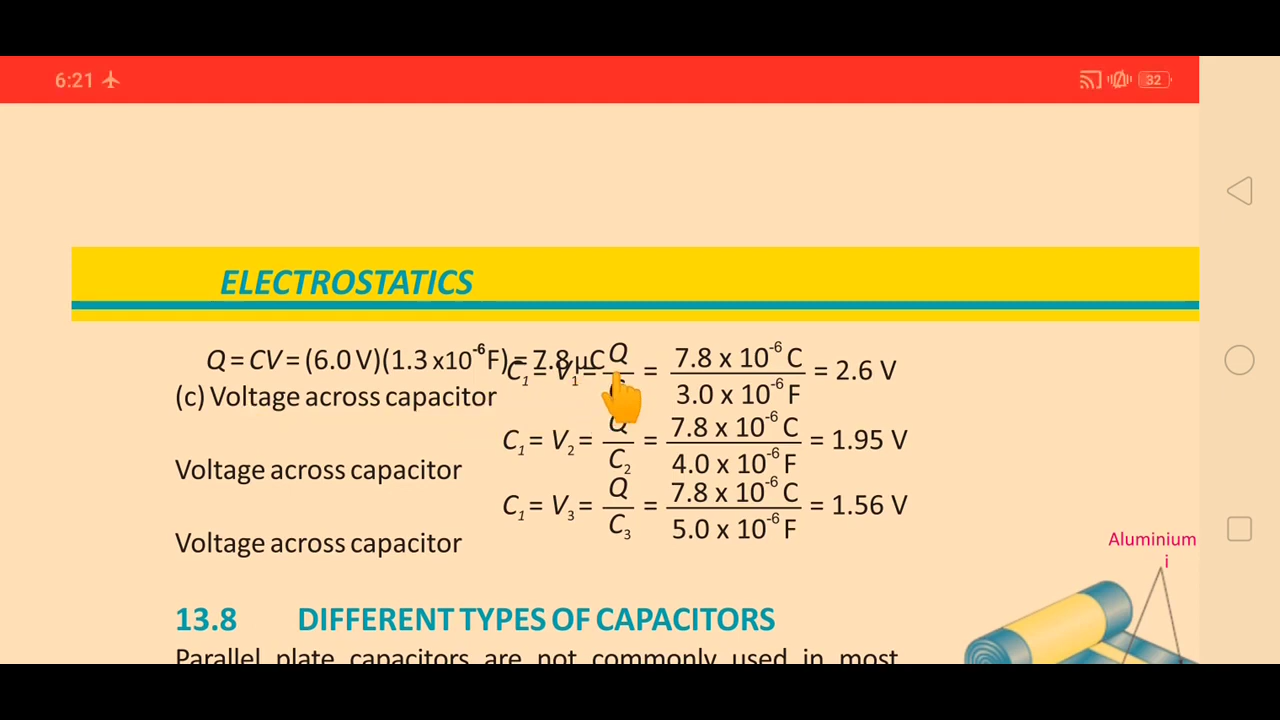 6:21
32
ELECTROSTATICS
Q = CV = (6.0 V)(1.3 x10⁻⁶F) = 7.8 µC
C₁ = V₁ = Q = 7.8 x 10⁻⁶ C / 3.0 x 10⁻⁶ F = 2.6 V
(c) Voltage across capacitor
C₁ = V₂ = Q / C₂ = 7.8 x 10⁻⁶ C / 4.0 x 10⁻⁶ F = 1.95 V
Voltage across capacitor
C₁ = V₃ = Q / C₃ = 7.8 x 10⁻⁶ C / 5.0 x 10⁻⁶ F = 1.56 V
Voltage across capacitor
Aluminium
i
13.8 DIFFERENT TYPES OF CAPACITORS
Parallel plate capacitors are not commonly used in most